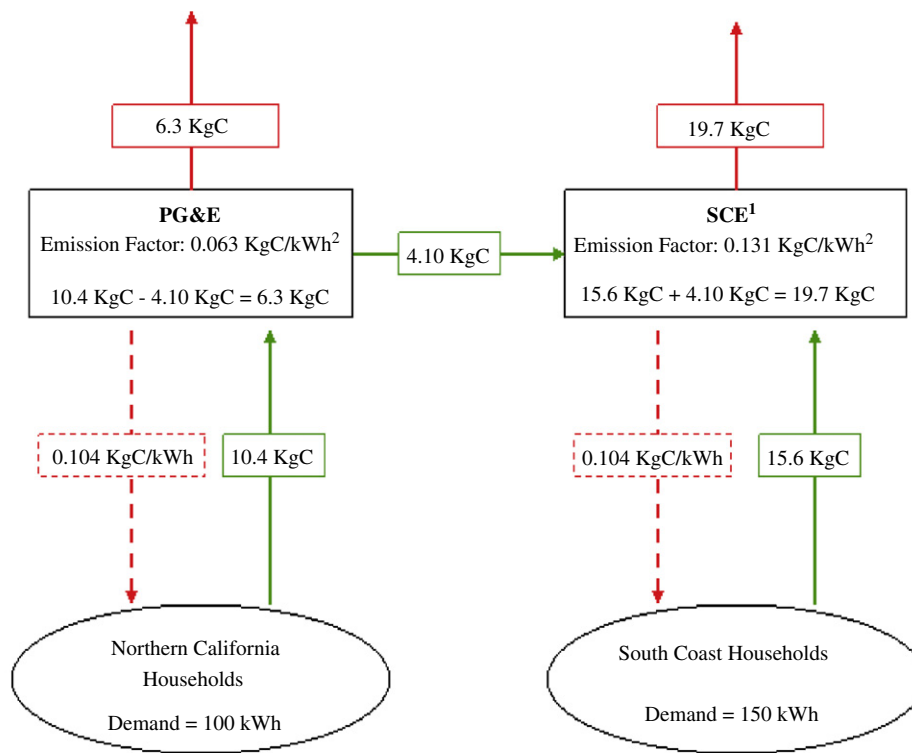 6.3 KgC
19.7 KgC
PG&E
Emission Factor: 0.063 KgC/kWh²
10.4 KgC - 4.10 KgC = 6.3 KgC
4.10 KgC
SCE¹
Emission Factor: 0.131 KgC/kWh²
15.6 KgC + 4.10 KgC = 19.7 KgC
0.104 KgC/kWh
10.4 KgC
0.104 KgC/kWh
15.6 KgC
Northern California
Households
Demand = 100 kWh
South Coast Households
Demand = 150 kWh